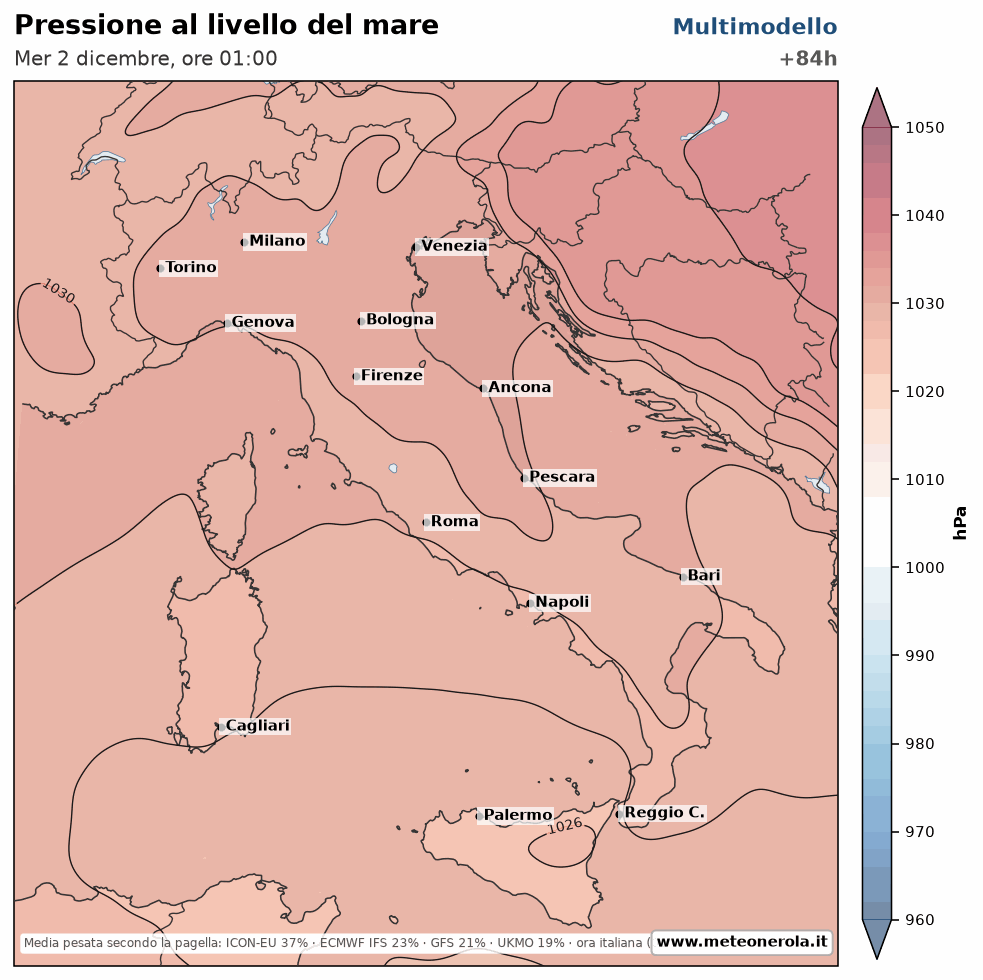 Pressione al livello del mare
Multimodello
Mer 2 dicembre, ore 01:00
+84h
1030
Milano
Torino
Venezia
Genova
Bologna
Firenze
Ancona
Pescara
Roma
Bari
Napoli
Cagliari
Palermo
Reggio C.
1026
1050
1040
1030
1020
1010
1000
990
980
970
960
hPa
Media pesata secondo la pagella: ICON-EU 37% · ECMWF IFS 23% · GFS 21% · UKMO 19% · ora italiana (
www.meteonerola.it